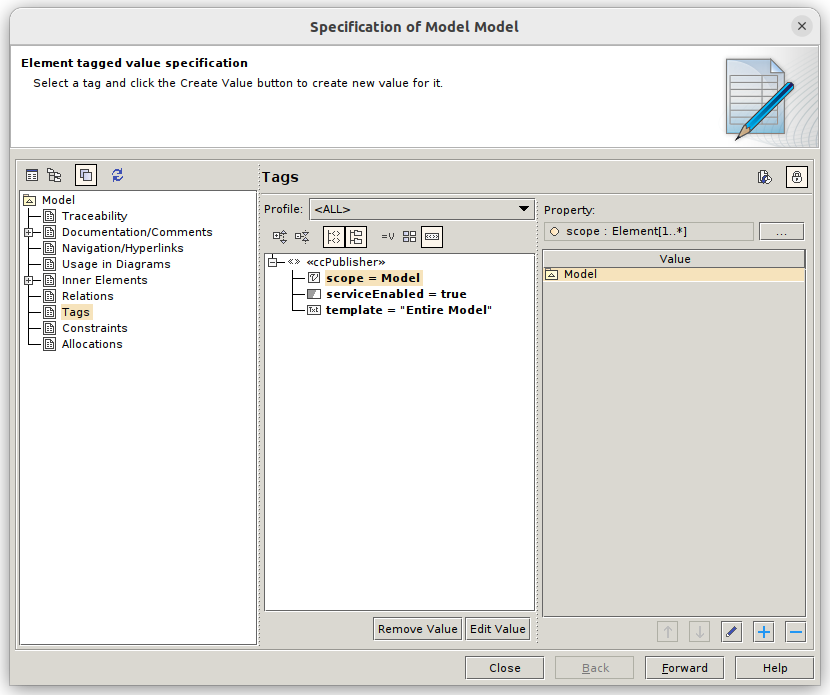 Specification of Model Model
Element tagged value specification
Select a tag and click the Create Value button to create new value for it.
Model
Traceability
Documentation/Comments
Navigation/Hyperlinks
Usage in Diagrams
Inner Elements
Relations
Tags
Constraints
Allocations
Tags
Profile: <ALL>
=V
«» «ccPublisher»
scope = Model
serviceEnabled = true
Txt template = "Entire Model"
Remove Value Edit Value
Property:
scope : Element[1..*] ...
Value
Model
Close Back Forward Help